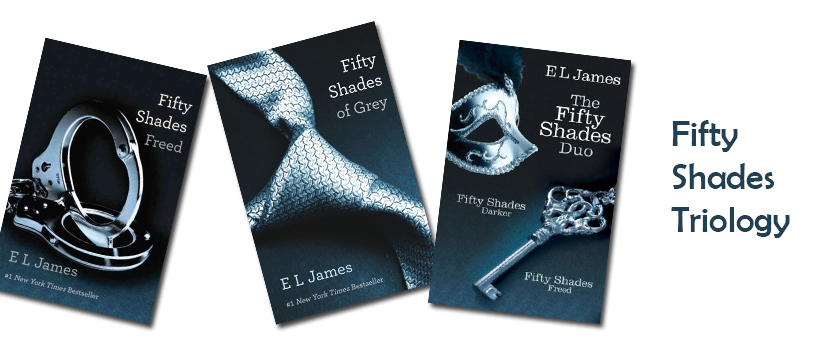 Fifty
Shades
Freed
E L James
#1 New York Times Bestseller
Fifty
Shades
of Grey
E L James
#1 New York Times Bestseller
E L James
The
Fifty
Shades
Duo
Fifty Shades
Darker
Fifty Shades
Freed
Fifty
Shades
Triology